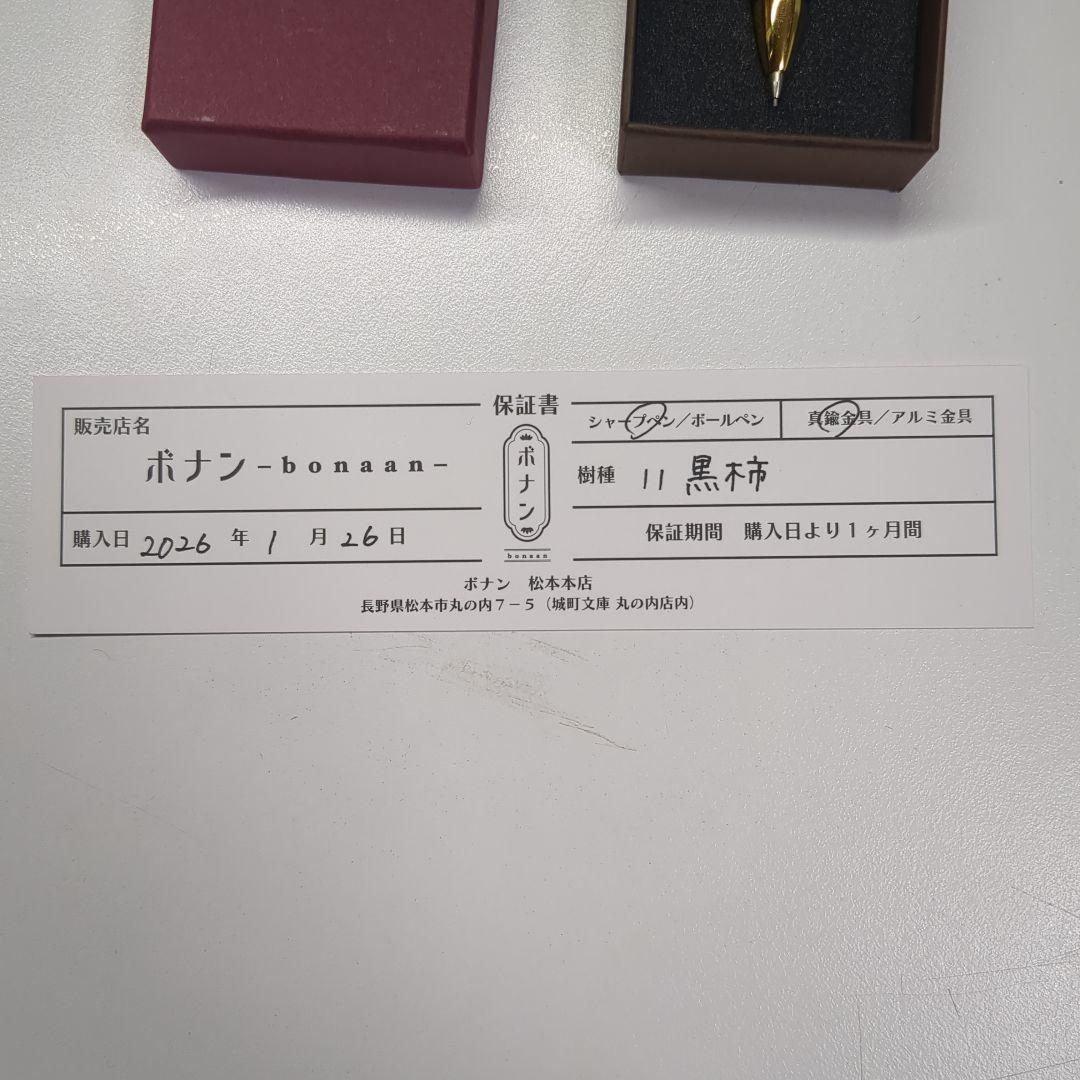 保証書
販売店名
ボナン-bonaan-
購入日 2026 年 1 月 26 日
ボナン
bonaan
シャープペン／ボールペン
真鍮金具／アルミ金具
樹種 11 黒柿
保証期間 購入日より1ヶ月間
ボナン 松本本店
長野県松本市丸の内7－5（城町文庫 丸の内店内）